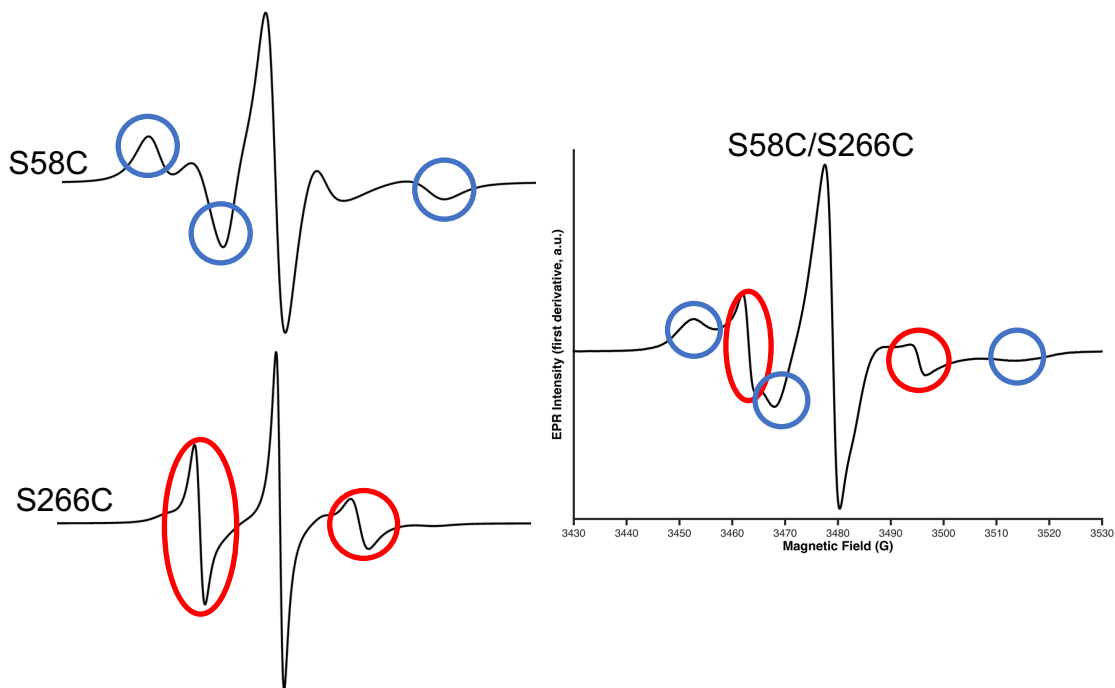 S58C
S266C
S58C/S266C
EPR Intensity (first derivative, a.u.)
3430 3440 3450 3460 3470 3480 3490 3500 3510 3520 3530
Magnetic Field (G)